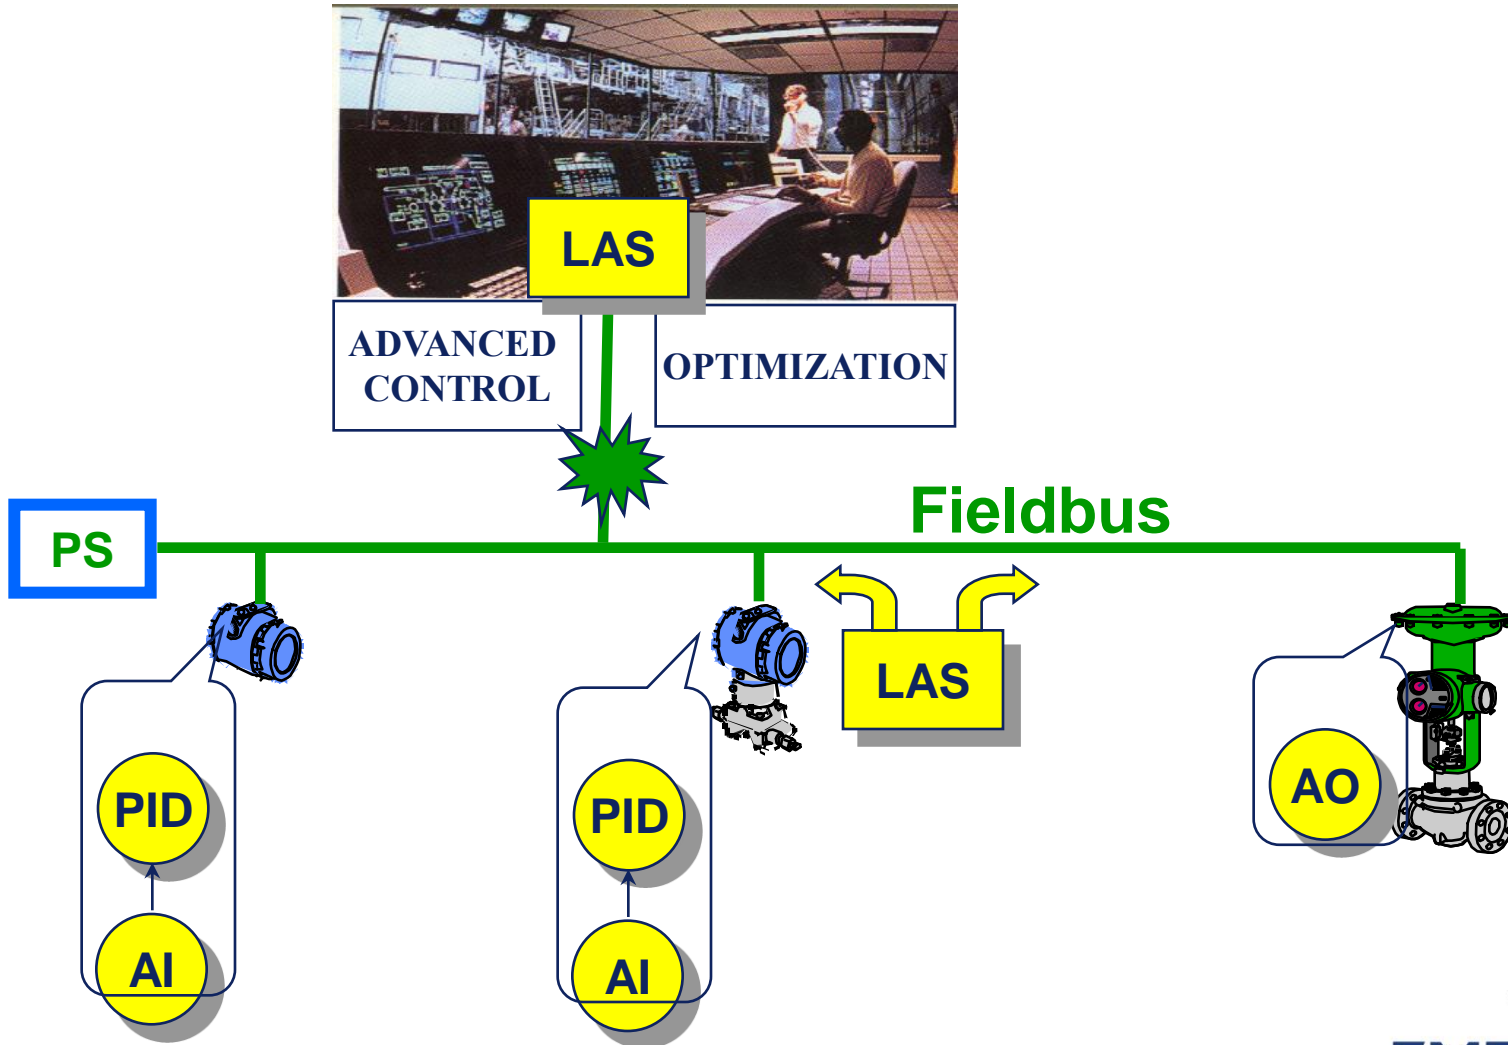 LAS
ADVANCED
CONTROL
OPTIMIZATION
Fieldbus
PS
LAS
PID
PID
AO
AI
AI